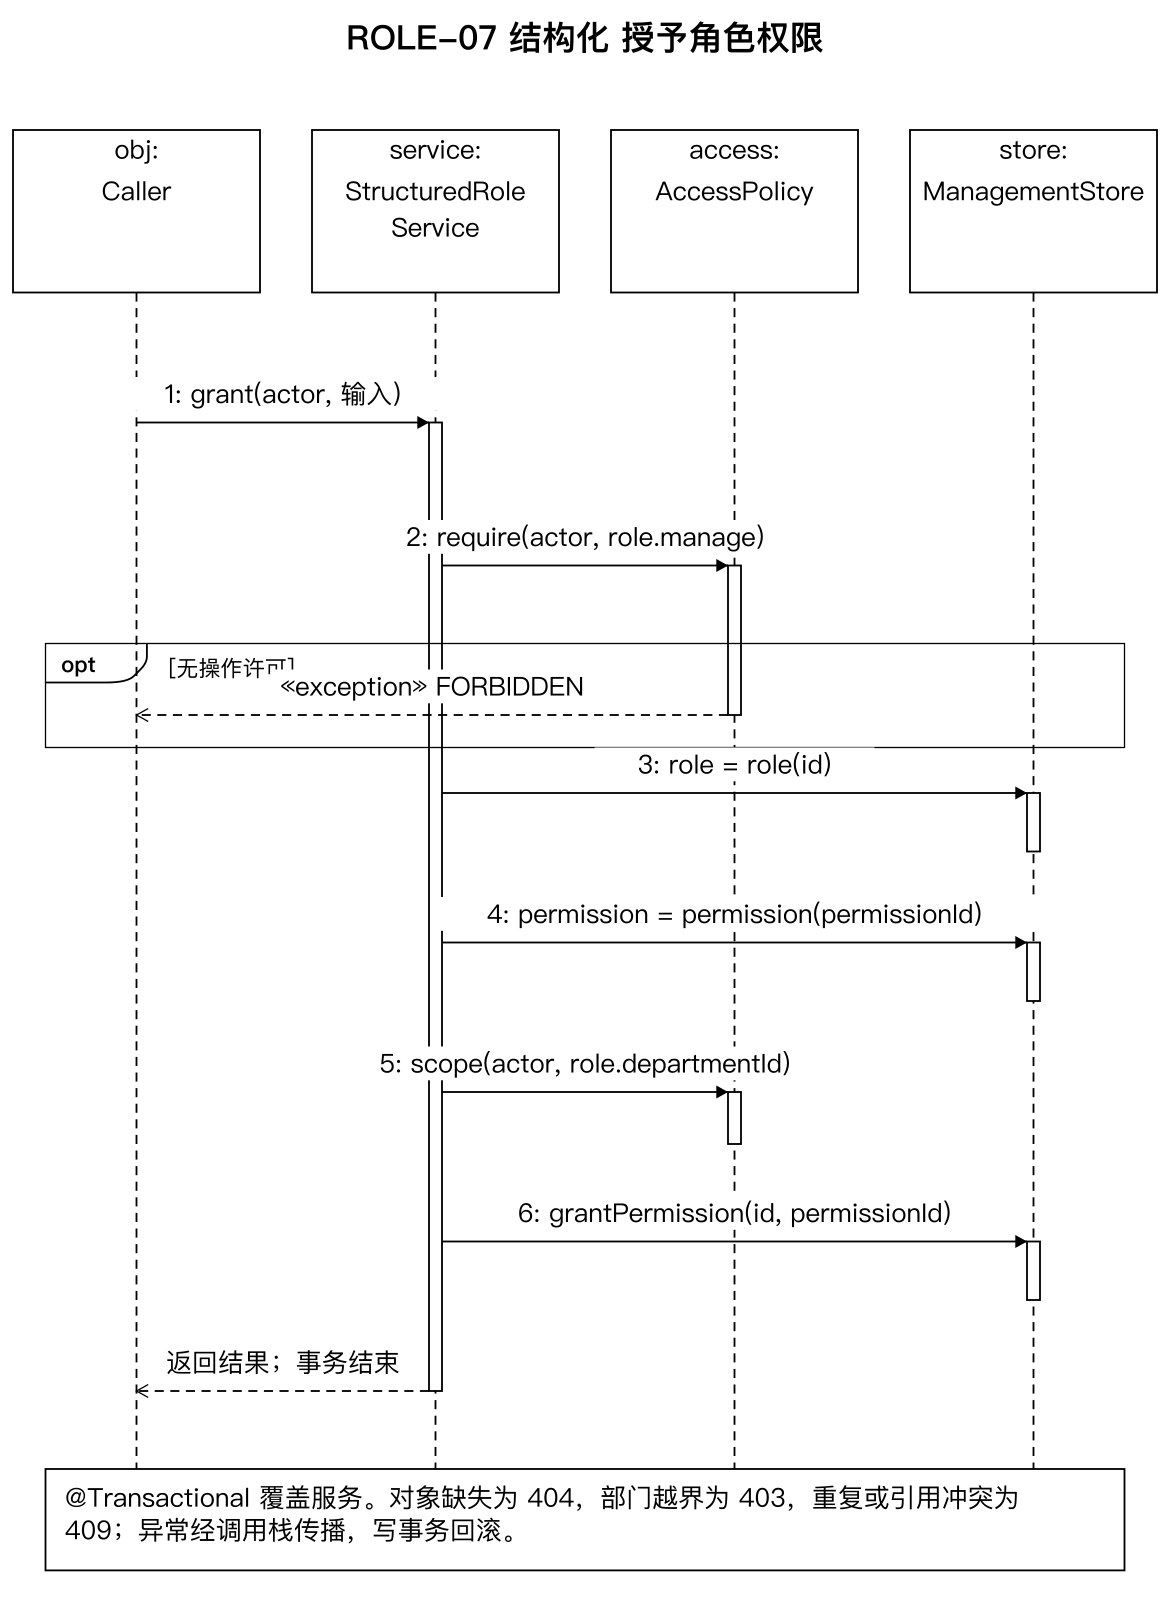 ROLE-07 结构化 授予角色权限
obj:
Caller
service:
StructuredRole
Service
access:
AccessPolicy
store:
ManagementStore
1: grant(actor, 输入)
2: require(actor, role.manage)
opt
[无操作许可]
«exception» FORBIDDEN
3: role = role(id)
4: permission = permission(permissionId)
5: scope(actor, role.departmentId)
6: grantPermission(id, permissionId)
返回结果；事务结束
@Transactional 覆盖服务。对象缺失为 404，部门越界为 403，重复或引用冲突为
409；异常经调用栈传播，写事务回滚。